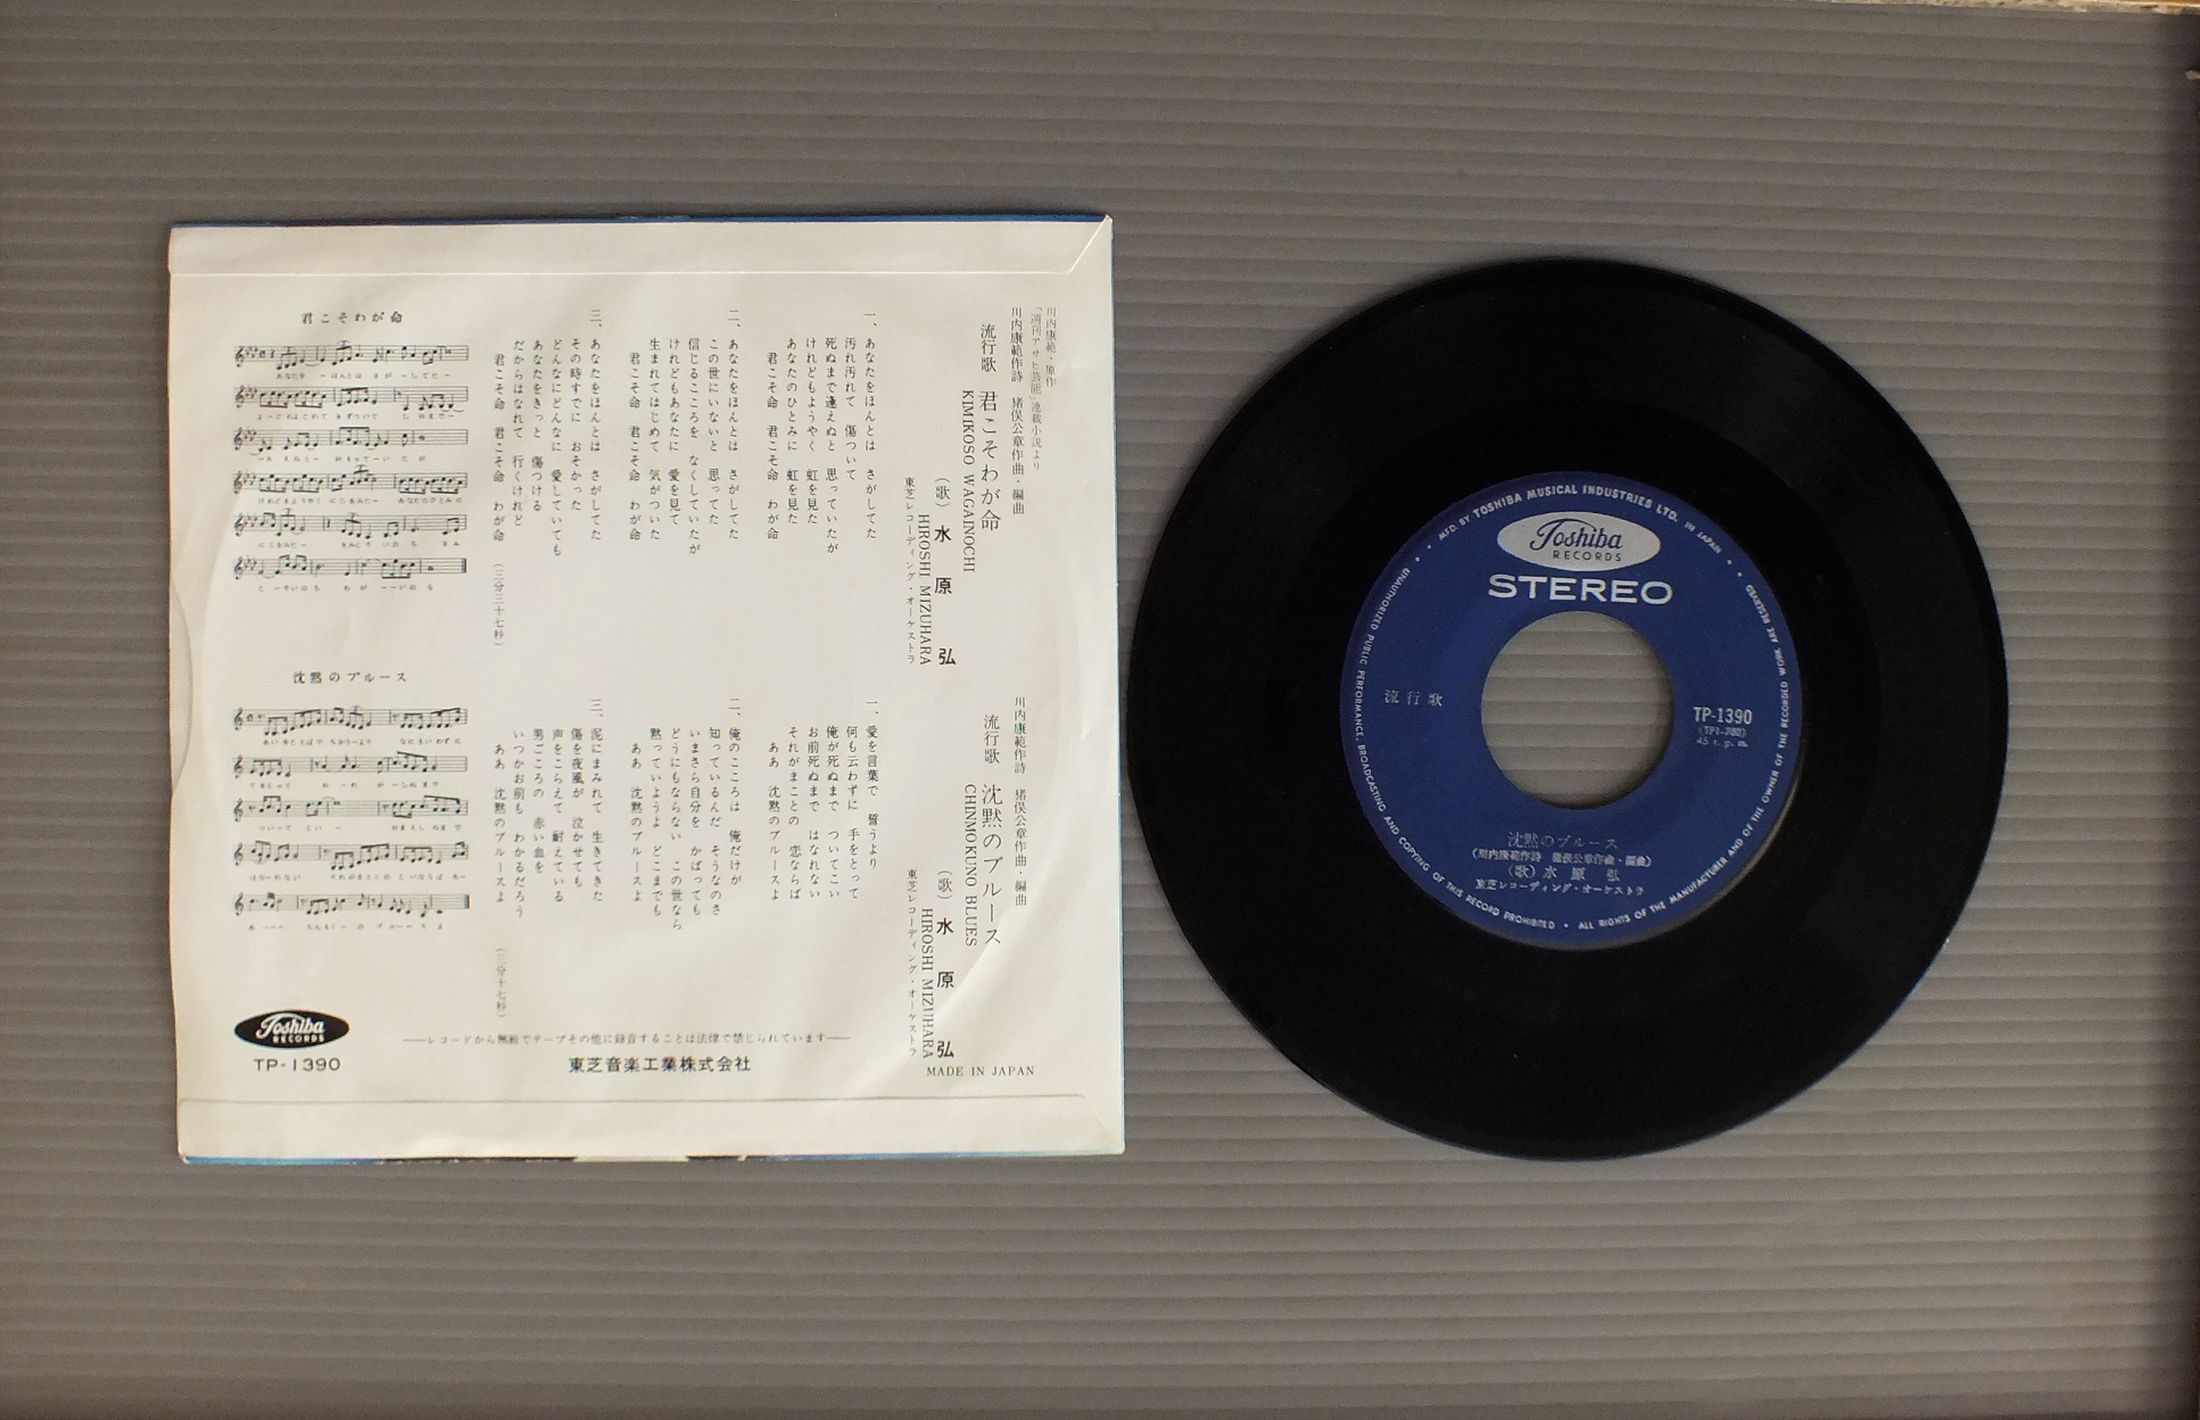 川内康範・原作
「週刊アサヒ芸能」連載小説より
川内康範作詩 猪俣公章作曲・編曲
流行歌 君こそわが命
KIMIKOSO WAGAINOCHI
(歌) 水原 弘
HIROSHI MIZUHARA
東芝レコーディング・オーケストラ
一、あなたをほんとは さがしてた
汚れ汚れて 傷ついて
死ぬまで逢えぬと 思っていたが
けれどもようやく 虹を見た
あなたのひとみに 虹を見た
君こそ命 君こそ命 わが命
二、あなたをほんとは さがしてた
この世にいないと 思ってた
信じるこころを なくしていたが
けれどもあなたに 愛を見て
生まれてはじめて 気がついた
君こそ命 君こそ命 わが命
三、あなたをほんとは さがしてた
その時すでに おそかった
どんなにどんなに 愛していても
あなたをきっと 傷つける
だからはなれて 行くけれど
君こそ命 君こそ命 わが命
(三分三十七秒)
君こそわが命
川内康範作詩 猪俣公章作曲・編曲
流行歌 沈黙のブルース
CHINMOKUNO BLUES
(歌) 水原 弘
HIROSHI MIZUHARA
東芝レコーディング・オーケストラ
一、愛を言葉で 誓うより
何も云わずに 手をとって
俺が死ぬまで ついてこい
お前死ぬまで はなれない
それがまことの 恋ならば
ああ 沈黙のブルースよ
二、俺のこころは 俺だけが
知っているんだ そうなのさ
いまさら自分を かばっても
どうにもならない この世なら
黙っていようよ どこまでも
ああ 沈黙のブルースよ
三、泥にまみれて 生きてきた
傷を夜風が 泣かせても
声をこらえて 耐えている
男ごころの 赤い血を
いつかお前も わかるだろう
ああ 沈黙のブルースよ
沈黙のブルース
Toshiba
RECORDS
TP-1390
──レコードから無断でテープその他に録音することは法律で禁じられています──
東芝音楽工業株式会社
MADE IN JAPAN
MFD. BY TOSHIBA MUSICAL INDUSTRIES LTD. IN JAPAN
Toshiba
RECORDS
STEREO
流行歌
TP-1390
45 r.p.m.
沈黙のブルース
(川内康範作詩 猪俣公章作曲・編曲)
(歌) 水原 弘
東芝レコーディング・オーケストラ
UNAUTHORIZED PUBLIC PERFORMANCE, BROADCASTING AND COPYING OF THIS RECORD PROHIBITED • ALL RIGHTS OF THE MANUFACTURER AND OF THE OWNER OF THE RECORDED WORK ARE RESERVED